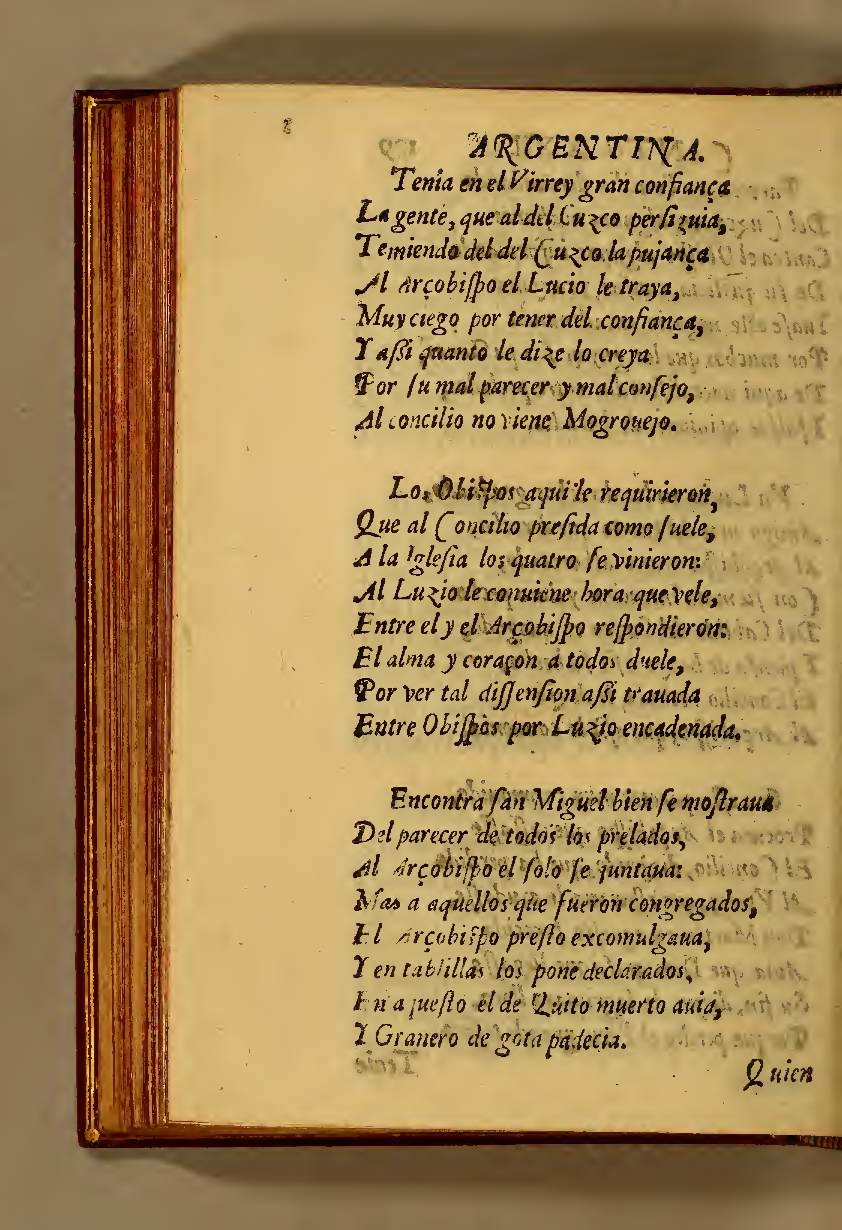 ARGENTINA.
Tenia en el Virrey gran confiança
La gente, que al del Cuzco perſiguia,
Temiendo del del Cuzco la pujança
Al Arçobiſpo el Lucio le traya,
Muy ciego por tener del confiança,
Y aſsi quanto le dize lo creya
Por ſu mal parecer y mal conſejo,
Al concilio no viene Mogrouejo.
Los Obiſpos aqui le requirieron,
Que al Concilio preſida como ſuele,
A la Igleſia los quatro ſe vinieron:
Al Luzio le conuiene hora que vele,
Entre el y el Arçobiſpo reſpondieron:
El alma y coraçon a todos duele,
Por ver tal diſſenſion aſsi trauada
Entre Obiſpos por Luzio encadenada.
Encontra ſan Miguel bien ſe moſtraua
Del parecer de todos los prelados,
Al Arçobiſpo el ſolo ſe juntaua:
Mas a aquellos que fueron congregados,
El Arçobiſpo preſto excomulgaua,
Y en tablillas los pone declarados,
En aqueſto el de Quito muerto auia,
Y Granero de gota padecia.
Quien